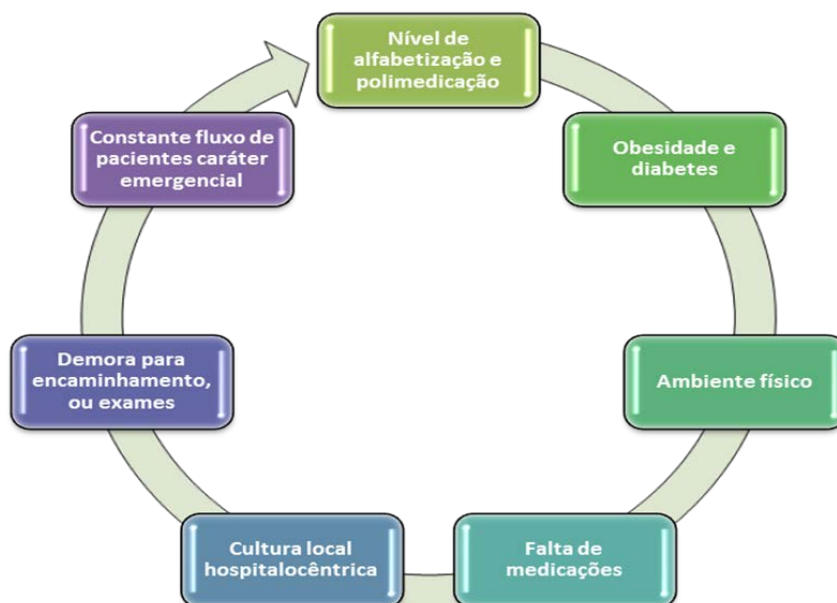 Nível de
alfabetização e
polimedicação
Obesidade e
diabetes
Ambiente físico
Falta de
medicações
Cultura local
hospitalocêntrica
Demora para
encaminhamento,
ou exames
Constante fluxo de
pacientes caráter
emergencial